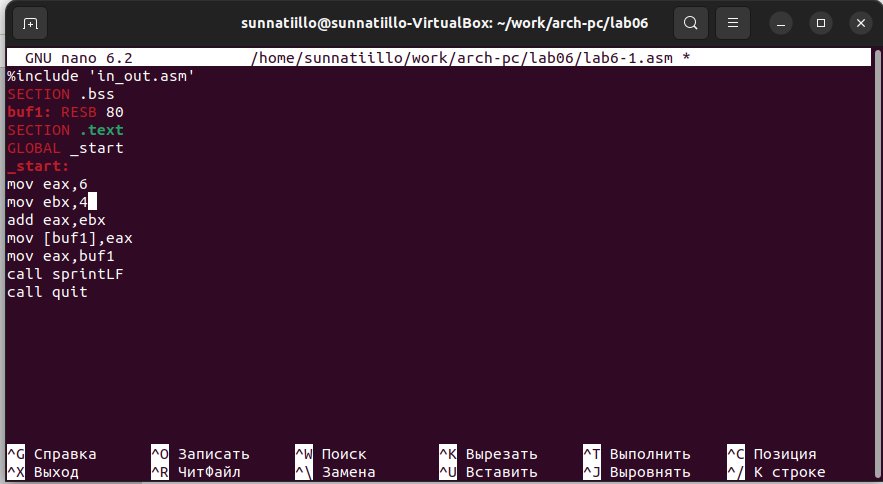 sunnatiillo@sunnatiillo-VirtualBox: ~/work/arch-pc/lab06
GNU nano 6.2 /home/sunnatiillo/work/arch-pc/lab06/lab6-1.asm *
%include 'in_out.asm'
SECTION .bss
buf1: RESB 80
SECTION .text
GLOBAL _start
_start:
mov eax,6
mov ebx,4
add eax,ebx
mov [buf1],eax
mov eax,buf1
call sprintLF
call quit
^G Справка ^O Записать ^W Поиск ^K Вырезать ^T Выполнить ^C Позиция
^X Выход ^R ЧитФайл ^\ Замена ^U Вставить ^J Выровнять ^/ К строке